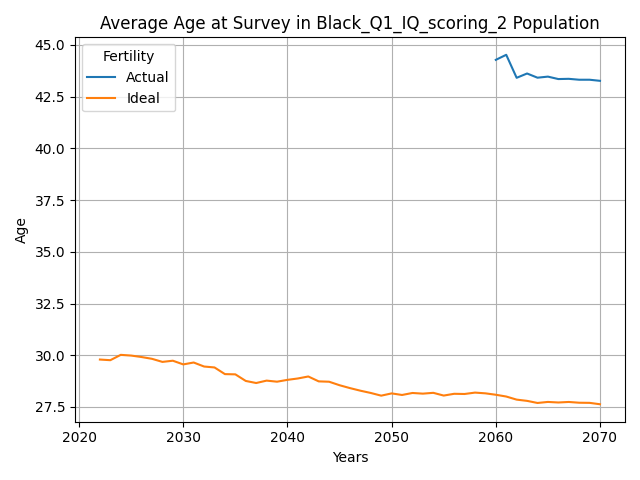 Average Age at Survey in Black_Q1_IQ_scoring_2 Population
45.0
42.5
40.0
37.5
35.0
32.5
30.0
27.5
Age
Fertility
Actual
Ideal
2020 2030 2040 2050 2060 2070
Years